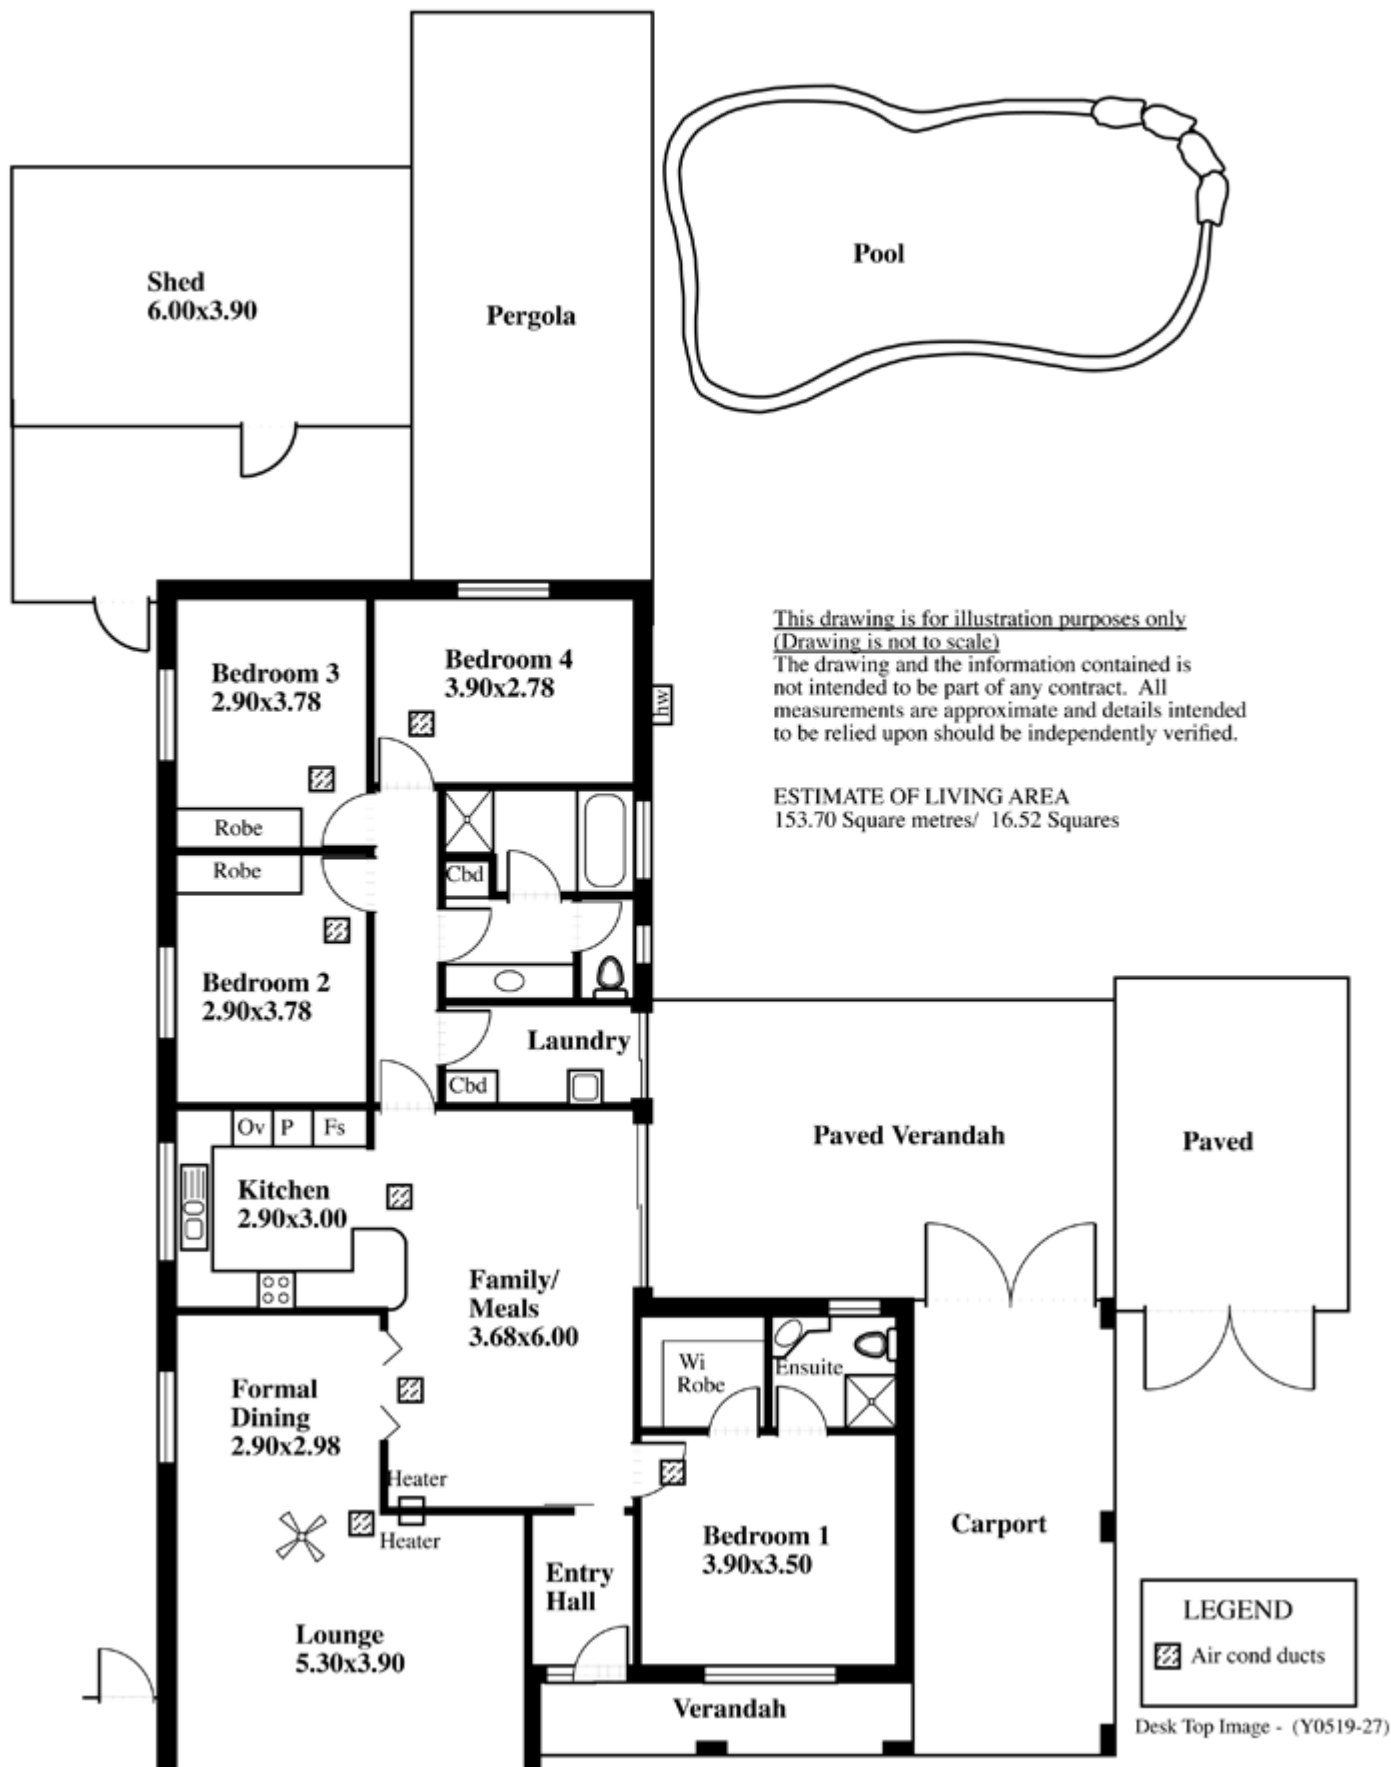 Pool
Shed
6.00x3.90
Pergola
This drawing is for illustration purposes only
(Drawing is not to scale)
The drawing and the information contained is
not intended to be part of any contract. All
measurements are approximate and details intended
to be relied upon should be independently verified.
ESTIMATE OF LIVING AREA
153.70 Square metres/ 16.52 Squares
Bedroom 3
2.90x3.78
Bedroom 4
3.90x2.78
hw
Robe
Robe
Cbd
Bedroom 2
2.90x3.78
Laundry
Cbd
Ov
P
Fs
Paved Verandah
Paved
Kitchen
2.90x3.00
Family/
Meals
3.68x6.00
Wi
Robe
Ensuite
Formal
Dining
2.90x2.98
Heater
Heater
Bedroom 1
3.90x3.50
Carport
Entry
Hall
Lounge
5.30x3.90
Verandah
LEGEND
Air cond ducts
Desk Top Image - (Y0519-27)